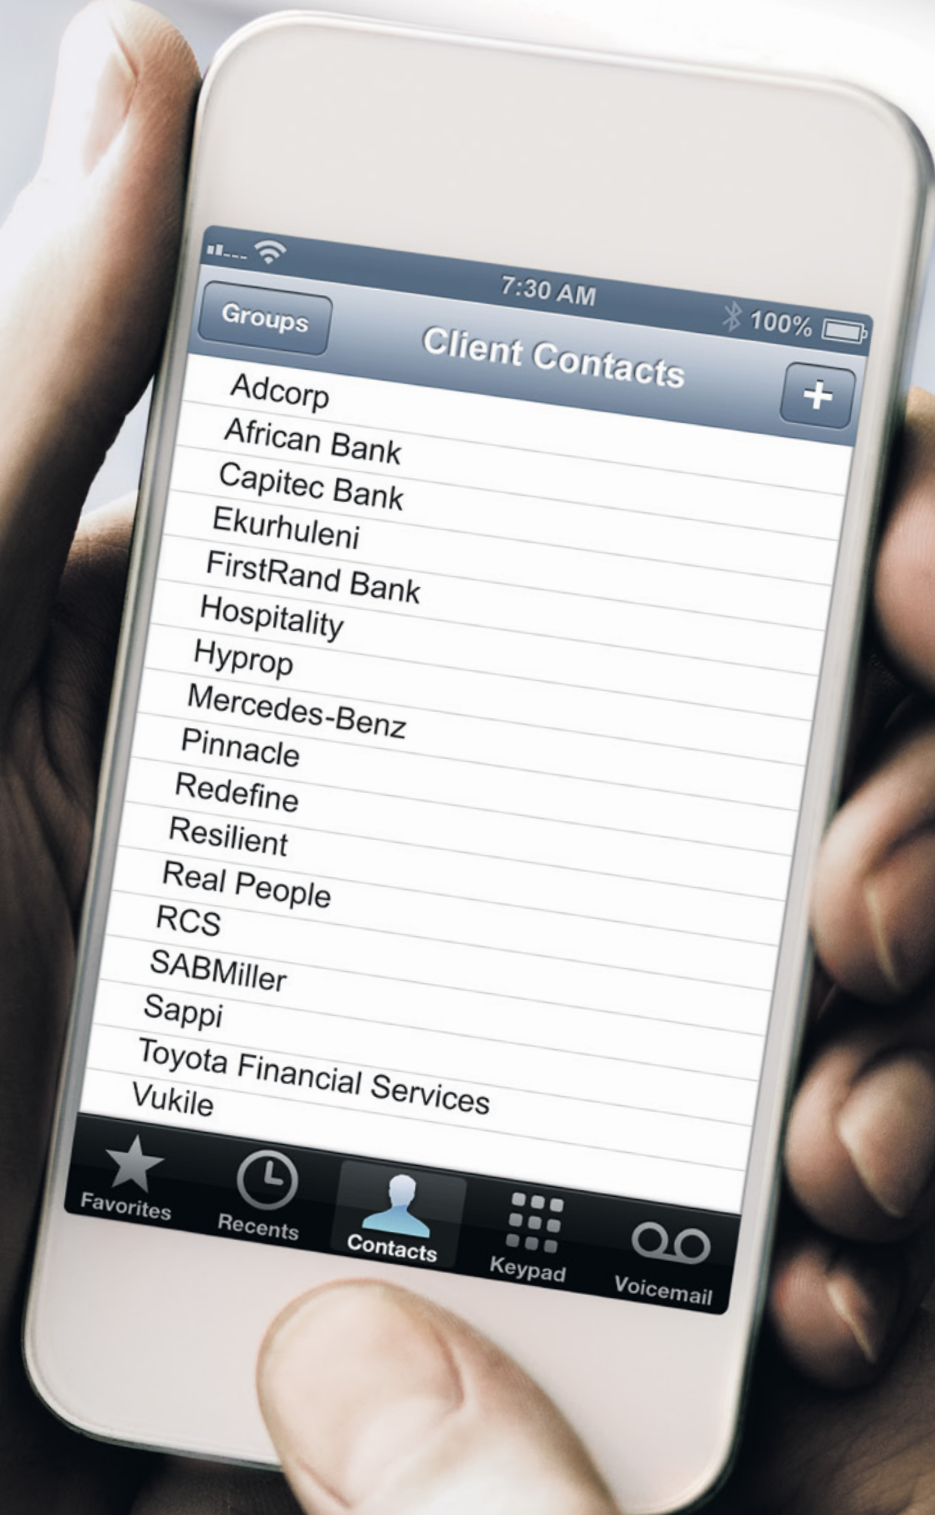 7:30 AM
100%
Groups
Client Contacts
+
Adcorp
African Bank
Capitec Bank
Ekurhuleni
FirstRand Bank
Hospitality
Hyprop
Mercedes-Benz
Pinnacle
Redefine
Resilient
Real People
RCS
SABMiller
Sappi
Toyota Financial Services
Vukile
Favorites
Recents
Contacts
Keypad
Voicemail